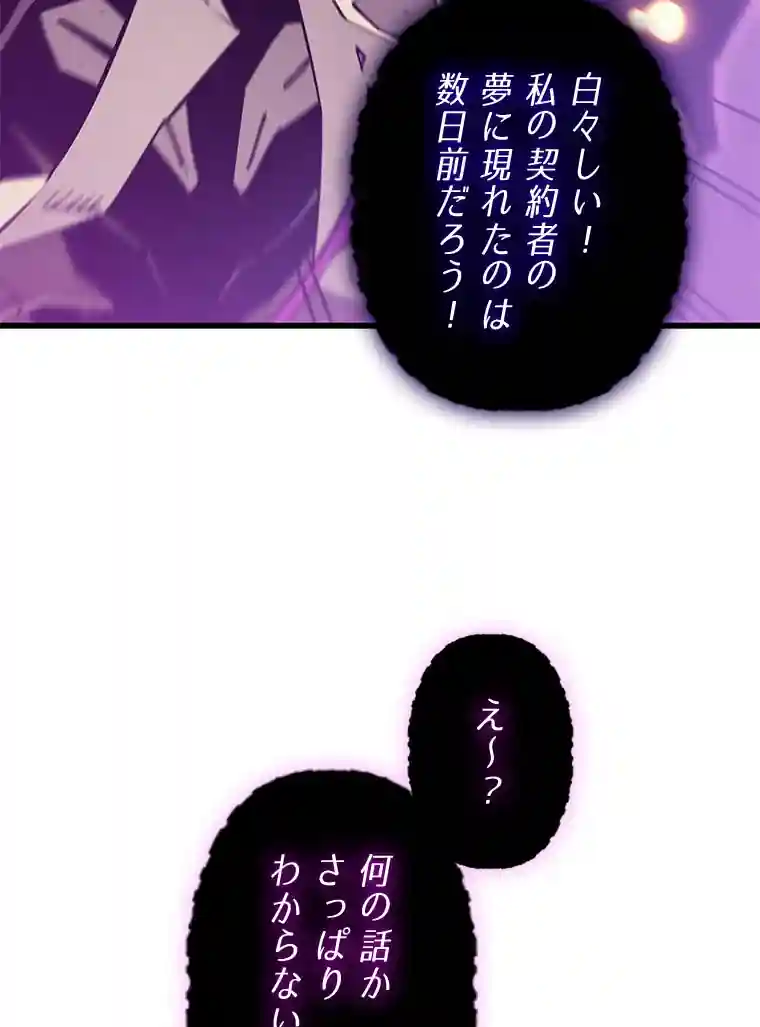 白々しい！
私の契約者の
夢に現れたのは
数日前だろう！
え～？
何の話か
さっぱり
わからない